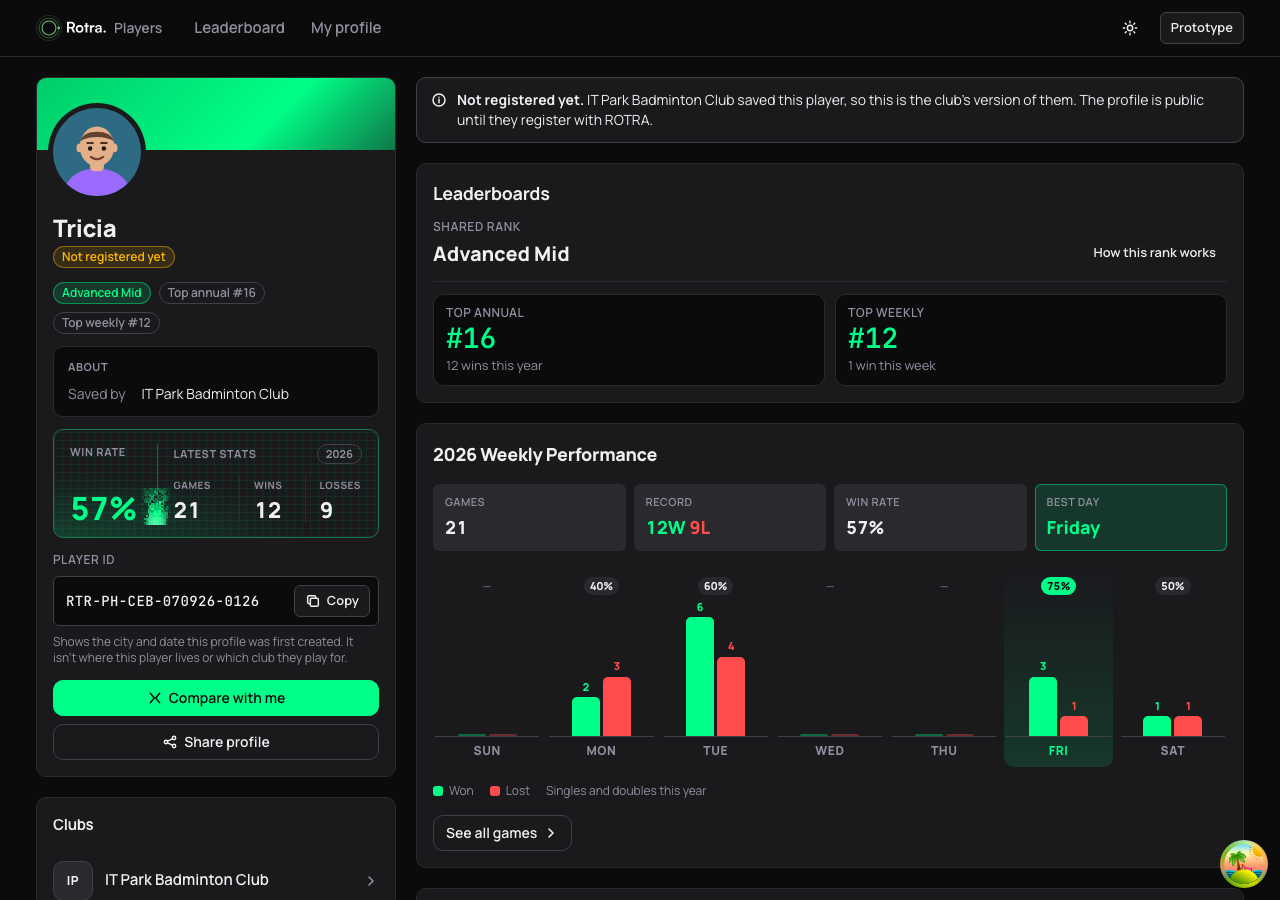 Rotra. Players Leaderboard My profile Prototype
Tricia
Not registered yet
Advanced Mid Top annual #16
Top weekly #12
ABOUT
Saved by IT Park Badminton Club
WIN RATE LATEST STATS 2026
GAMES WINS LOSSES
57% 21 12 9
PLAYER ID
RTR-PH-CEB-070926-0126 Copy
Shows the city and date this profile was first created. It
isn't where this player lives or which club they play for.
Compare with me
Share profile
Clubs
IP IT Park Badminton Club
Not registered yet. IT Park Badminton Club saved this player, so this is the club's version of them. The profile is public
until they register with ROTRA.
Leaderboards
SHARED RANK
Advanced Mid How this rank works
TOP ANNUAL TOP WEEKLY
#16 #12
12 wins this year 1 win this week
2026 Weekly Performance
GAMES RECORD WIN RATE BEST DAY
21 12W 9L 57% Friday
— 40% 60% — — 75% 50%
6
4
2 3 3
1 1 1
SUN MON TUE WED THU FRI SAT
Won Lost Singles and doubles this year
See all games